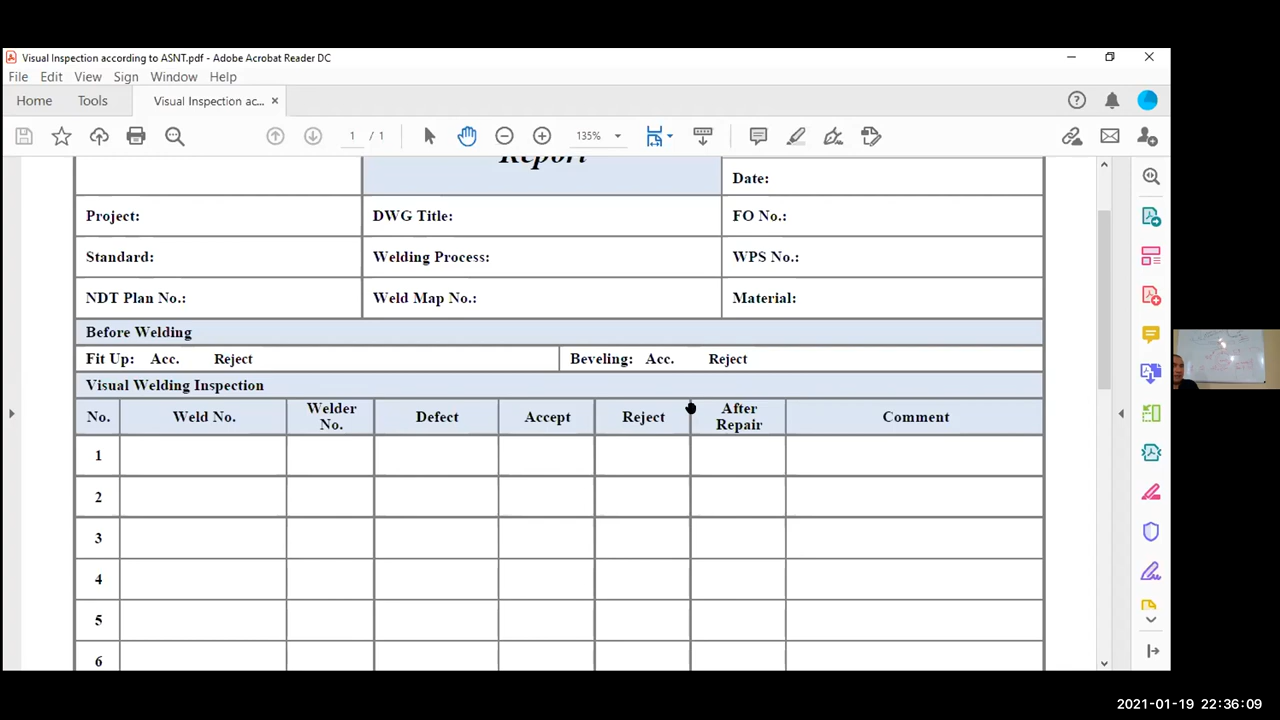 Visual Inspection according to ASNT.pdf - Adobe Acrobat Reader DC
File Edit View Sign Window Help
Home Tools Visual Inspection ac... ×
1 / 1 135%
Report
Date:
Project: DWG Title: FO No.:
Standard: Welding Process: WPS No.:
NDT Plan No.: Weld Map No.: Material:
Before Welding
Fit Up: Acc. Reject Beveling: Acc. Reject
Visual Welding Inspection
No. Weld No. Welder No. Defect Accept Reject After Repair Comment
1
2
3
4
5
6
2021-01-19 22:36:09